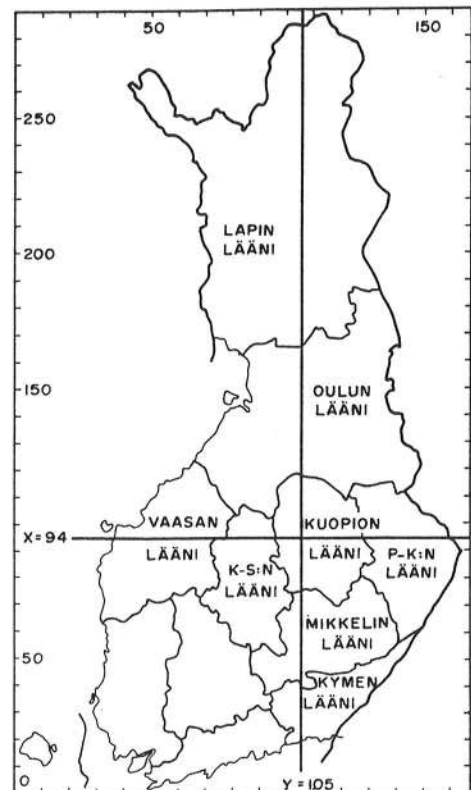 50 150
250
LAPIN
LÄÄNI
200
150
OULUN
LÄÄNI
VAASAN
LÄÄNI
KUOPION
LÄÄNI
X=94
P-K:N
LÄÄNI
K-S:N
LÄÄNI
MIKKELIN
LÄÄNI
50
KYMEN
LÄÄNI
0
Y=105